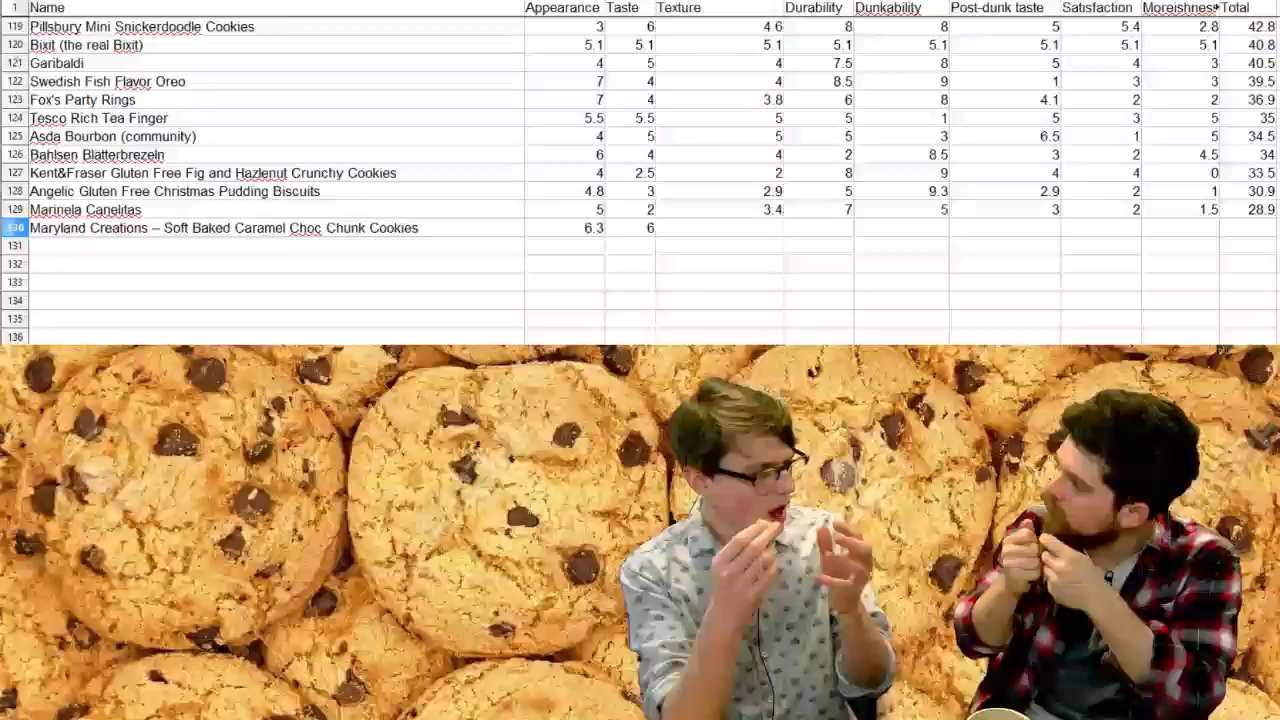 1 Name Appearance Taste Texture Durability Dunkability Post-dunk taste Satisfaction Moreishness Total
119 Pillsbury Mini Snickerdoodle Cookies 3 6 4.6 8 8 5 5.4 2.8 42.8
120 Bixit (the real Bixit) 5.1 5.1 5.1 5.1 5.1 5.1 5.1 5.1 40.8
121 Garibaldi 4 5 4 7.5 8 5 4 3 40.5
122 Swedish Fish Flavor Oreo 7 4 4 8.5 9 1 3 3 39.5
123 Fox's Party Rings 7 4 3.8 6 8 4.1 2 2 36.9
124 Tesco Rich Tea Finger 5.5 5.5 5 5 1 5 3 5 35
125 Asda Bourbon (community) 4 5 5 5 3 6.5 1 5 34.5
126 Bahlsen Blätterbrezeln 6 4 4 2 8.5 3 2 4.5 34
127 Kent&Fraser Gluten Free Fig and Hazlenut Crunchy Cookies 4 2.5 2 8 9 4 4 0 33.5
128 Angelic Gluten Free Christmas Pudding Biscuits 4.8 3 2.9 5 9.3 2.9 2 1 30.9
129 Marinela Canelitas 5 2 3.4 7 5 3 2 1.5 28.9
130 Maryland Creations – Soft Baked Caramel Choc Chunk Cookies 6.3 6
131
132
133
134
135
136